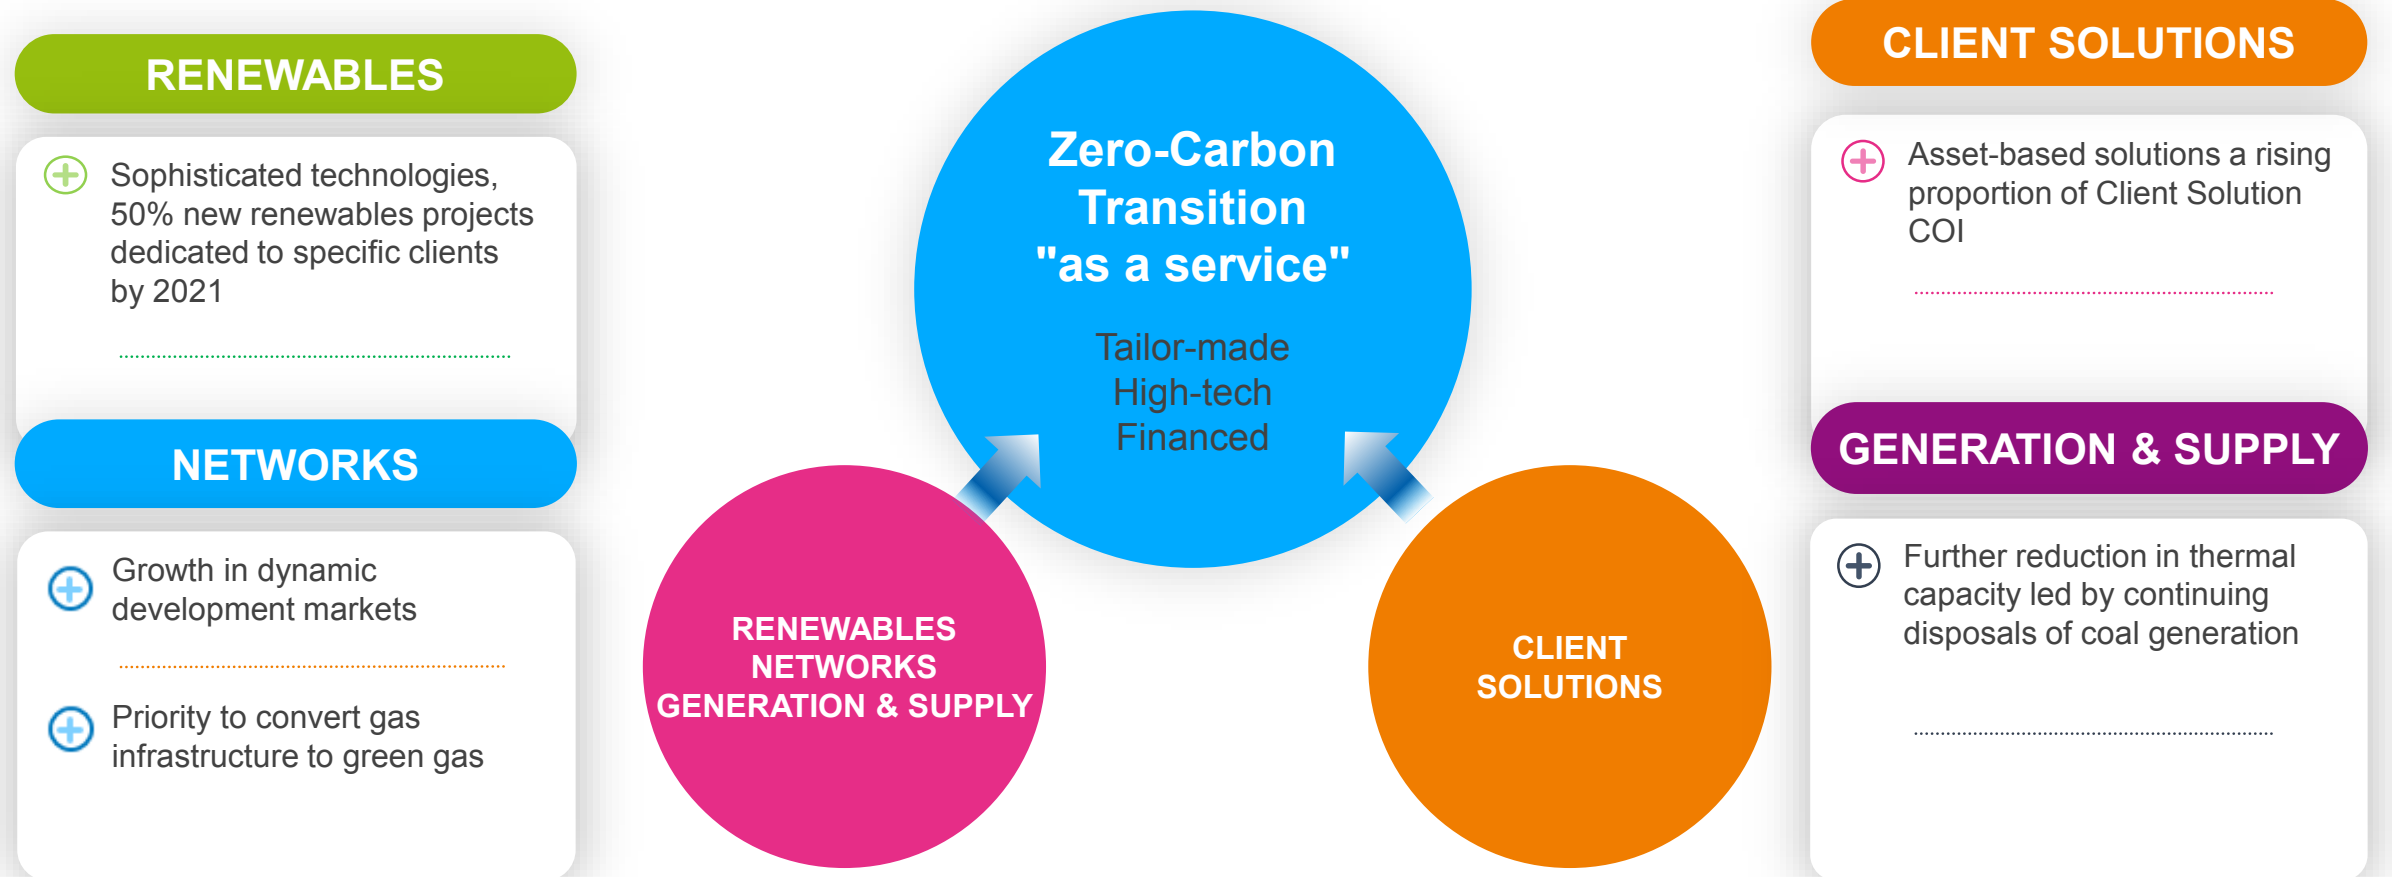 RENEWABLES
Sophisticated technologies,
50% new renewables projects
dedicated to specific clients
by 2021
NETWORKS
Growth in dynamic
development markets
Priority to convert gas
infrastructure to green gas
Zero-Carbon
Transition
"as a service"
Tailor-made
High-tech
Financed
RENEWABLES
NETWORKS
GENERATION & SUPPLY
CLIENT
SOLUTIONS
CLIENT SOLUTIONS
Asset-based solutions a rising
proportion of Client Solution
COI
GENERATION & SUPPLY
Further reduction in thermal
capacity led by continuing
disposals of coal generation